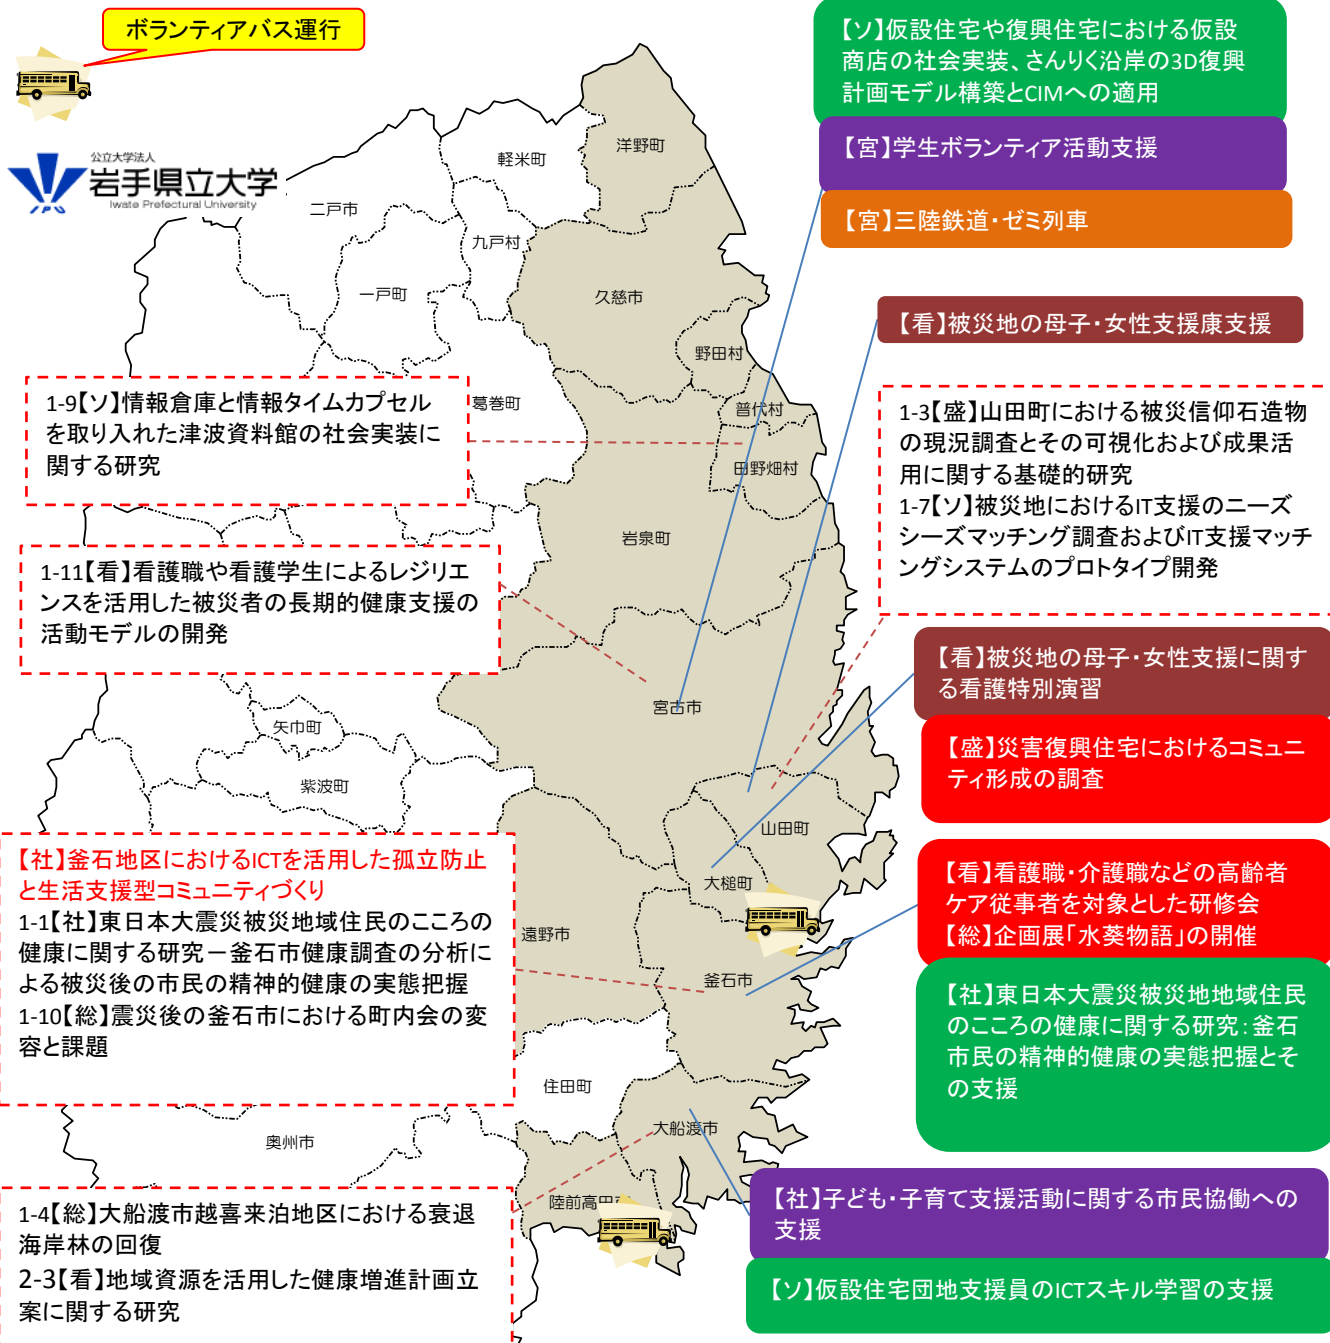 ボランティアバス運行
公立大学法人
岩手県立大学
Iwate Prefectural University
【ソ】仮設住宅や復興住宅における仮設
商店の社会実装、さんりく沿岸の3D復興
計画モデル構築とCIMへの適用
【宮】学生ボランティア活動支援
【宮】三陸鉄道・ゼミ列車
【看】被災地の母子・女性支援康支援
1-3【盛】山田町における被災信仰石造物
の現況調査とその可視化および成果活
用に関する基礎的研究
1-7【ソ】被災地におけるIT支援のニーズ
シーズマッチング調査およびIT支援マッチ
ングシステムのプロトタイプ開発
【看】被災地の母子・女性支援に関す
る看護特別演習
【盛】災害復興住宅におけるコミュニ
ティ形成の調査
【看】看護職・介護職などの高齢者
ケア従事者を対象とした研修会
【総】企画展「水葵物語」の開催
【社】東日本大震災被災地地域住民
のこころの健康に関する研究：釜石
市民の精神的健康の実態把握とそ
の支援
【社】子ども・子育て支援活動に関する市民協働への
支援
【ソ】仮設住宅団地支援員のICTスキル学習の支援
1-9【ソ】情報倉庫と情報タイムカプセル
を取り入れた津波資料館の社会実装に
関する研究
1-11【看】看護職や看護学生によるレジリエ
ンスを活用した被災者の長期的健康支援の
活動モデルの開発
【社】釜石地区におけるICTを活用した孤立防止
と生活支援型コミュニティづくり
1-1【社】東日本大震災被災地域住民のこころの
健康に関する研究－釜石市健康調査の分析に
よる被災後の市民の精神的健康の実態把握
1-10【総】震災後の釜石市における町内会の変
容と課題
1-4【総】大船渡市越喜来泊地区における衰退
海岸林の回復
2-3【看】地域資源を活用した健康増進計画立
案に関する研究
洋野町
軽米町
二戸市
九戸村
一戸町
久慈市
野田村
葛巻町
普代村
田野畑村
岩泉町
宮古市
矢巾町
紫波町
山田町
大槌町
遠野市
釜石市
住田町
大船渡市
奥州市
陸前高田